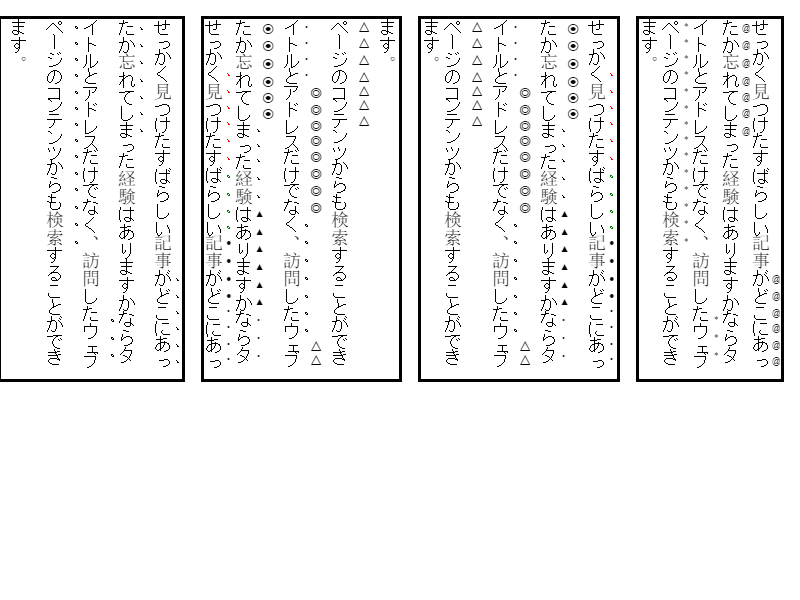 せっかく見つけたすばらしい記事がどこにあっ
たか忘れてしまった経験はありますかならタ
イトルとアドレスだけでなく、訪問したウェブ
ページのコンテンツからも検索することができ
ます。
せっかく見つけたすばらしい記事がどこにあっ
たか忘れてしまった経験はありますかならタ
イトルとアドレスだけでなく、訪問したウェブ
ページのコンテンツからも検索することができ
ます。
せっかく見つけたすばらしい記事がどこにあっ
たか忘れてしまった経験はありますかならタ
イトルとアドレスだけでなく、訪問したウェブ
ページのコンテンツからも検索することができ
ます。
せっかく見つけたすばらしい記事がどこにあっ
たか忘れてしまった経験はありますかならタ
イトルとアドレスだけでなく、訪問したウェブ
ページのコンテンツからも検索することができ
ます。